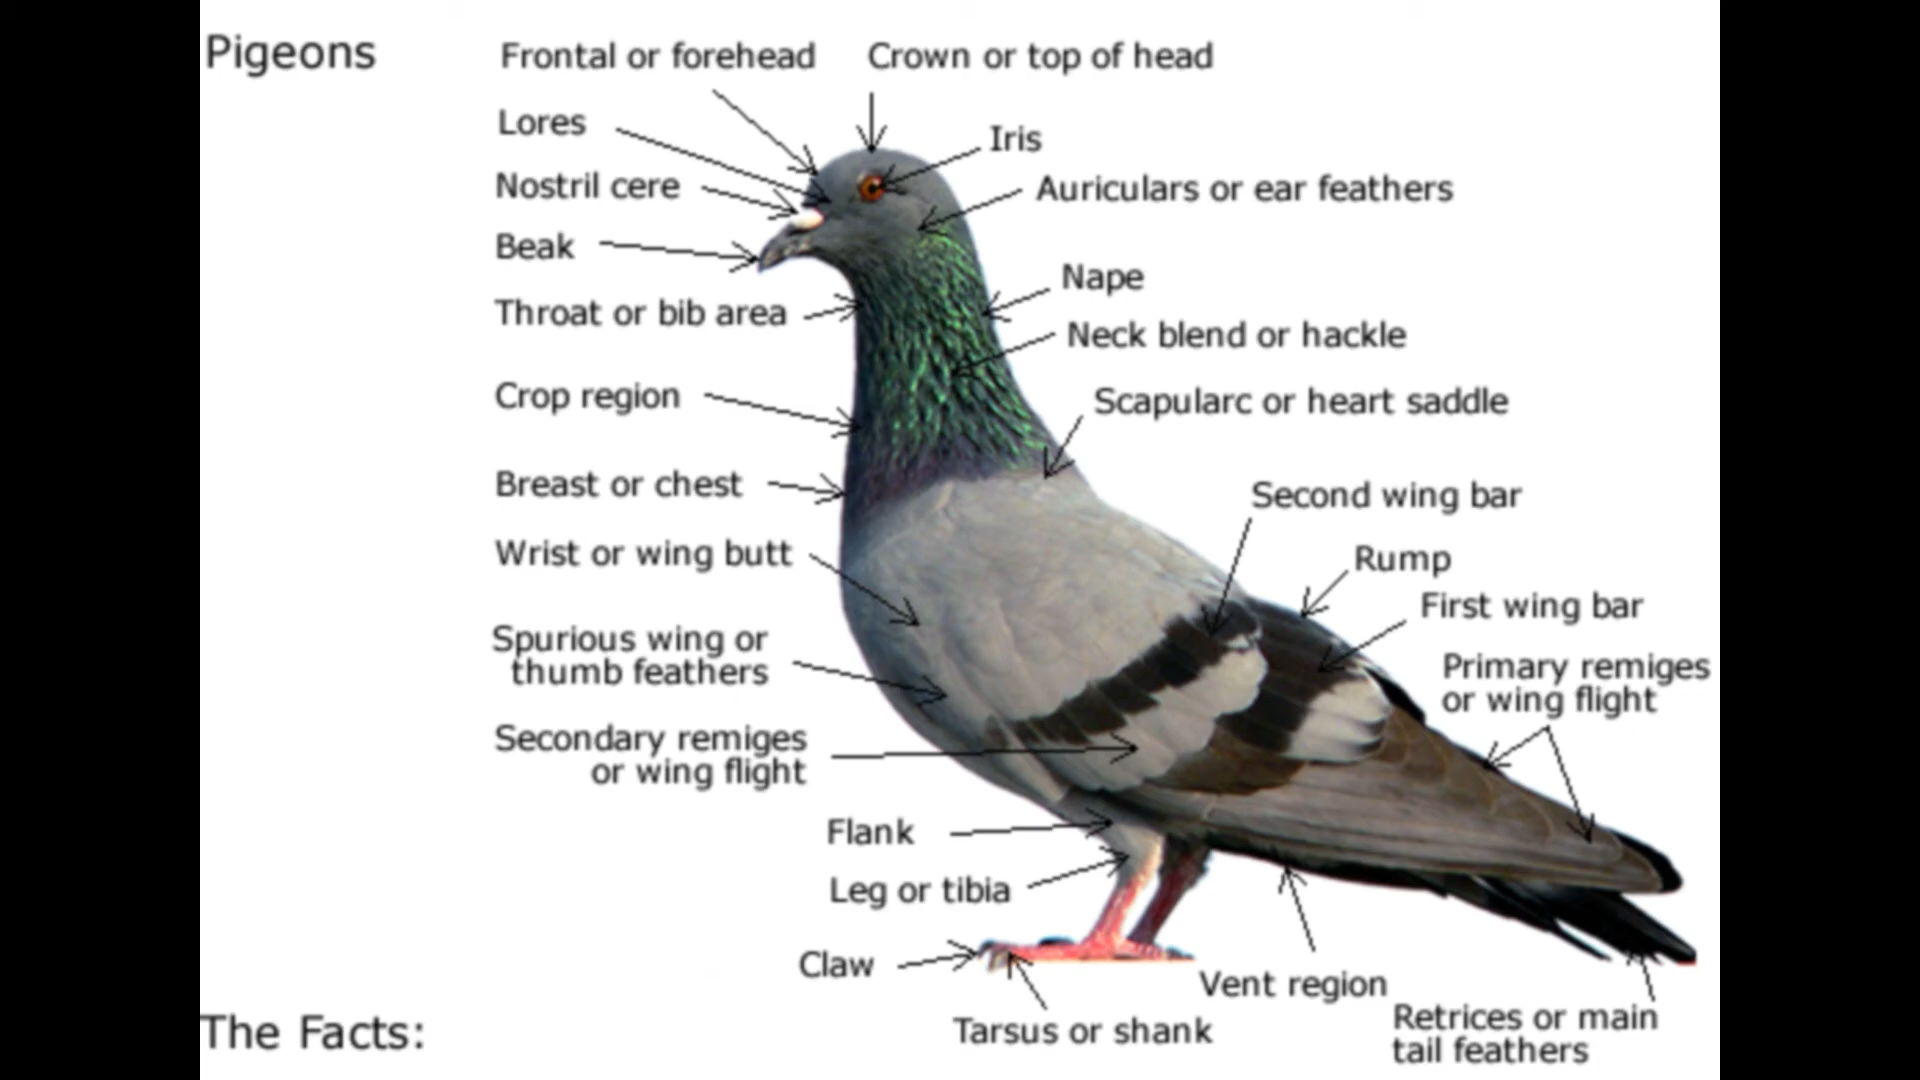 Pigeons
Frontal or forehead
Crown or top of head
Lores
Iris
Nostril cere
Auriculars or ear feathers
Beak
Nape
Throat or bib area
Neck blend or hackle
Crop region
Scapularc or heart saddle
Breast or chest
Second wing bar
Wrist or wing butt
Rump
First wing bar
Spurious wing or
thumb feathers
Primary remiges
or wing flight
Secondary remiges
or wing flight
Flank
Leg or tibia
Claw
Vent region
Tarsus or shank
Retrices or main
tail feathers
The Facts: